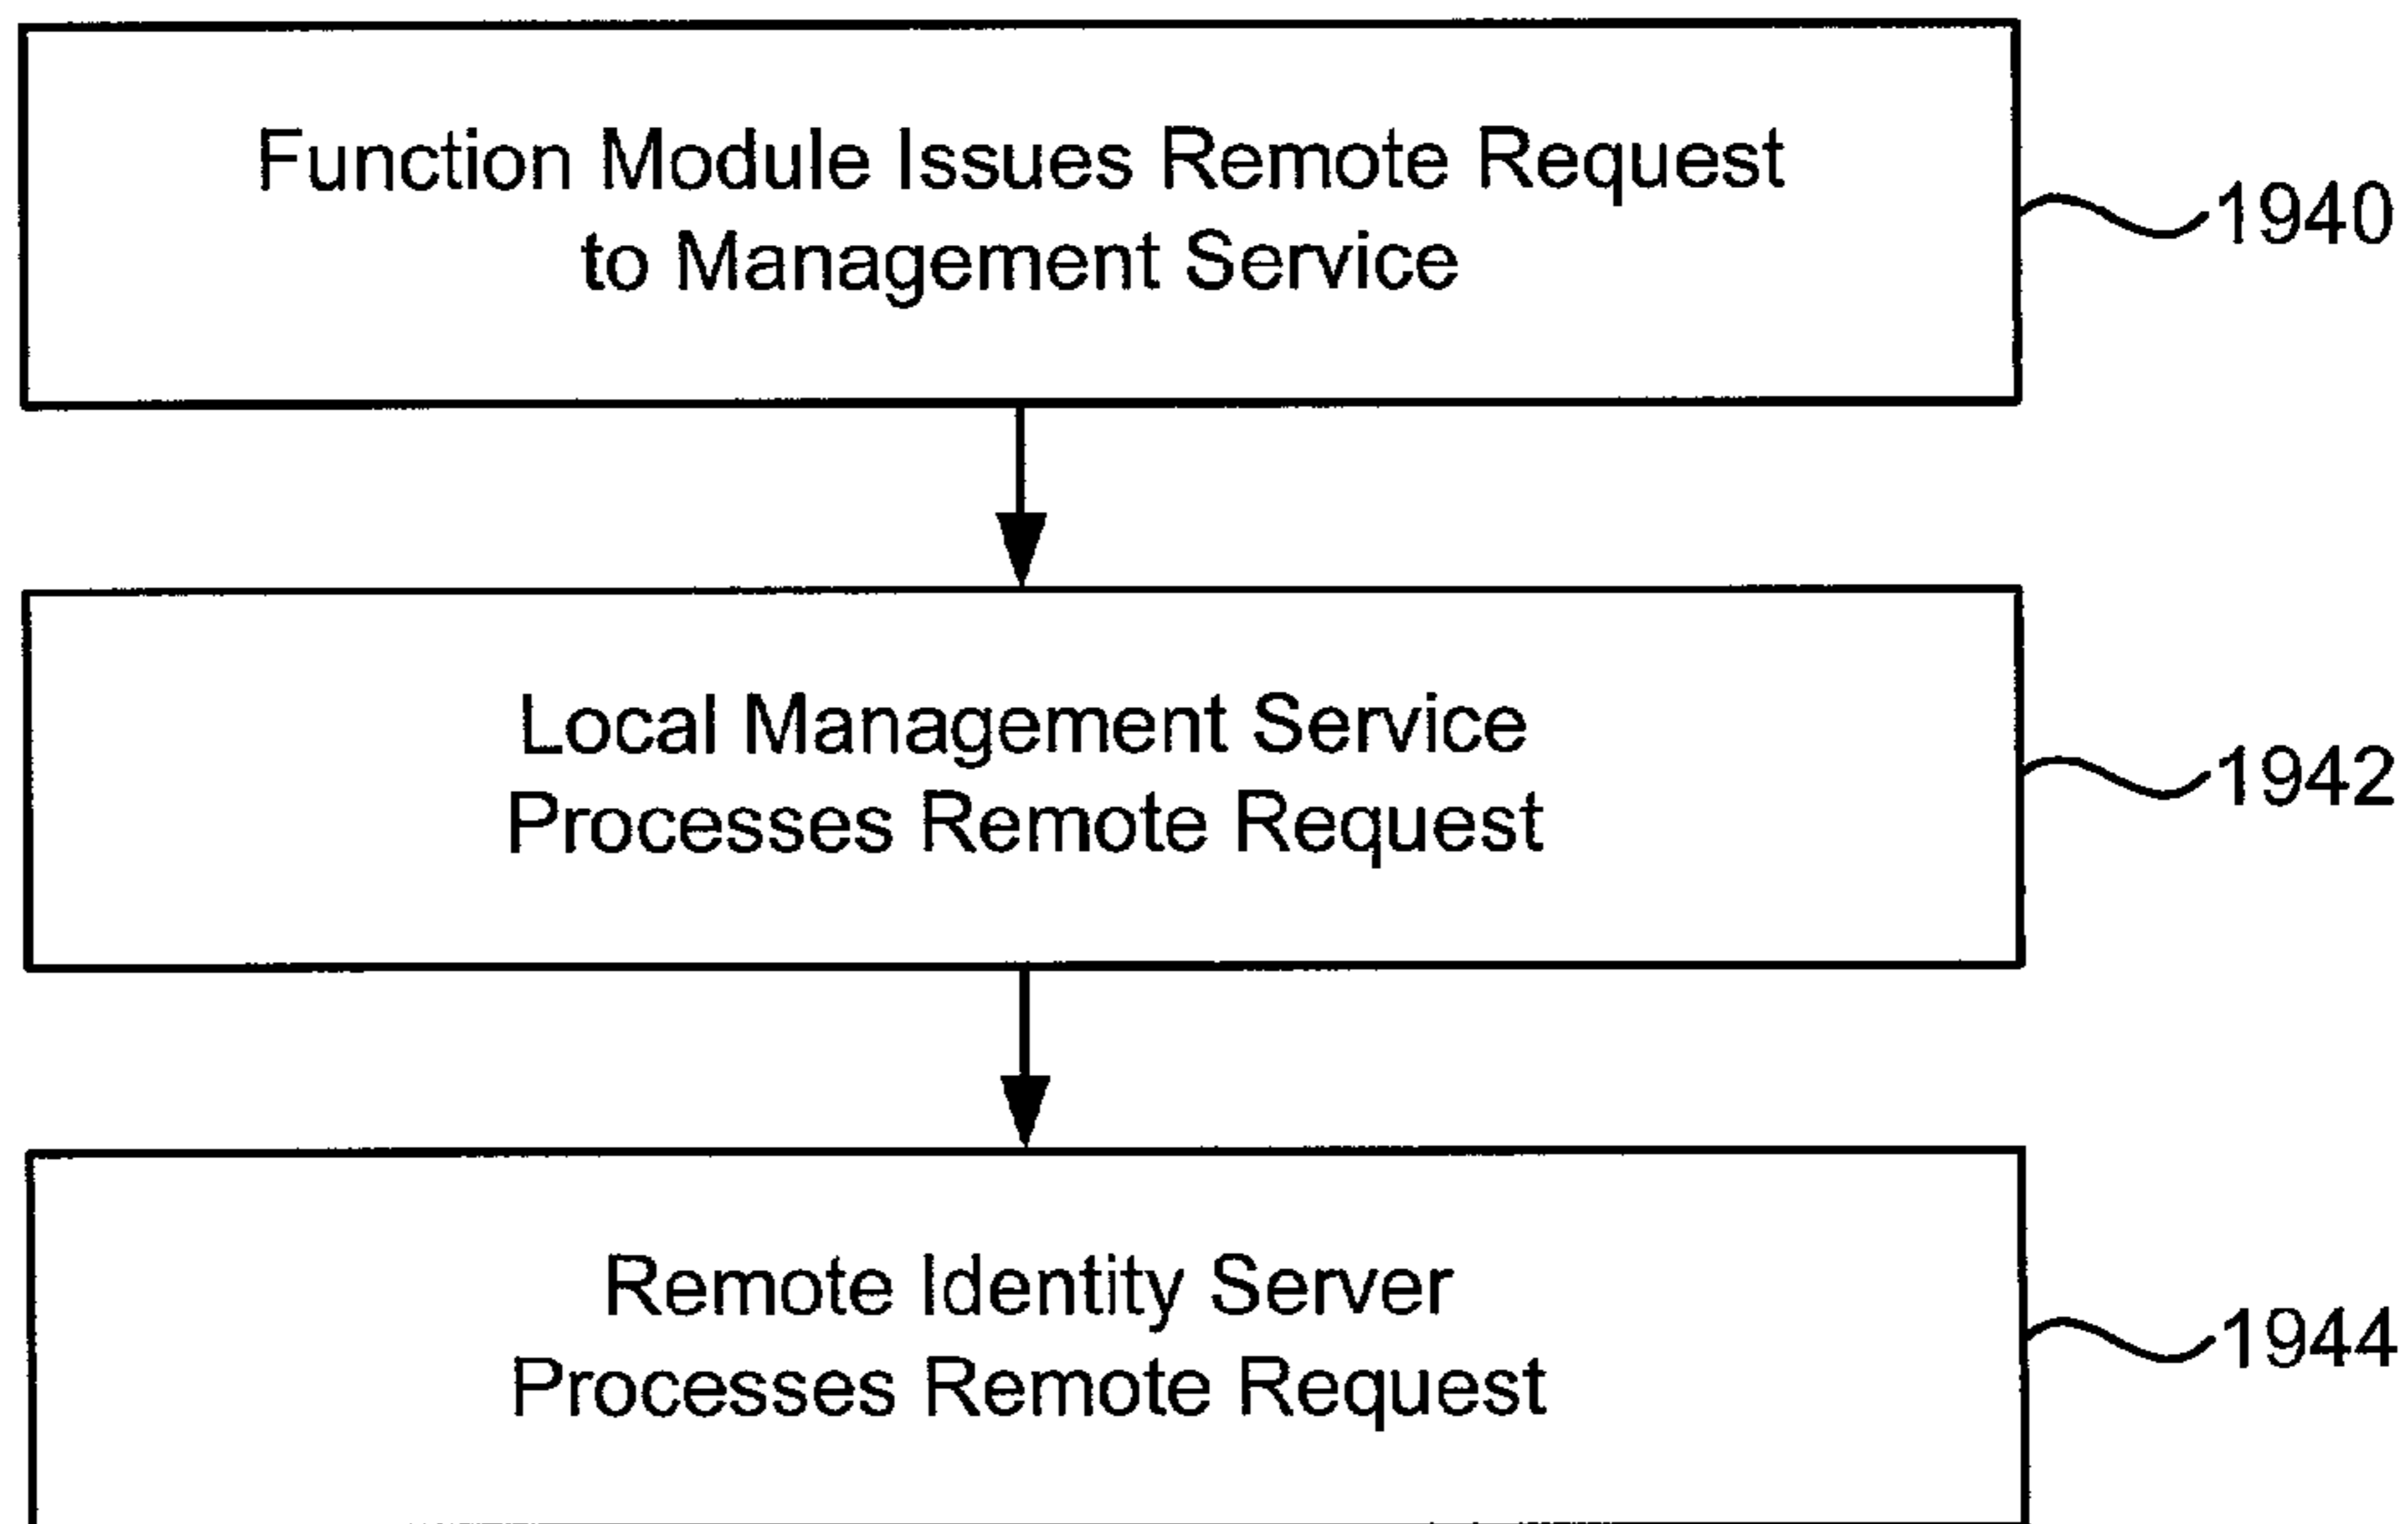 Function Module Issues Remote Request
to Management Service
1940
Local Management Service
Processes Remote Request
1942
Remote Identity Server
Processes Remote Request
1944